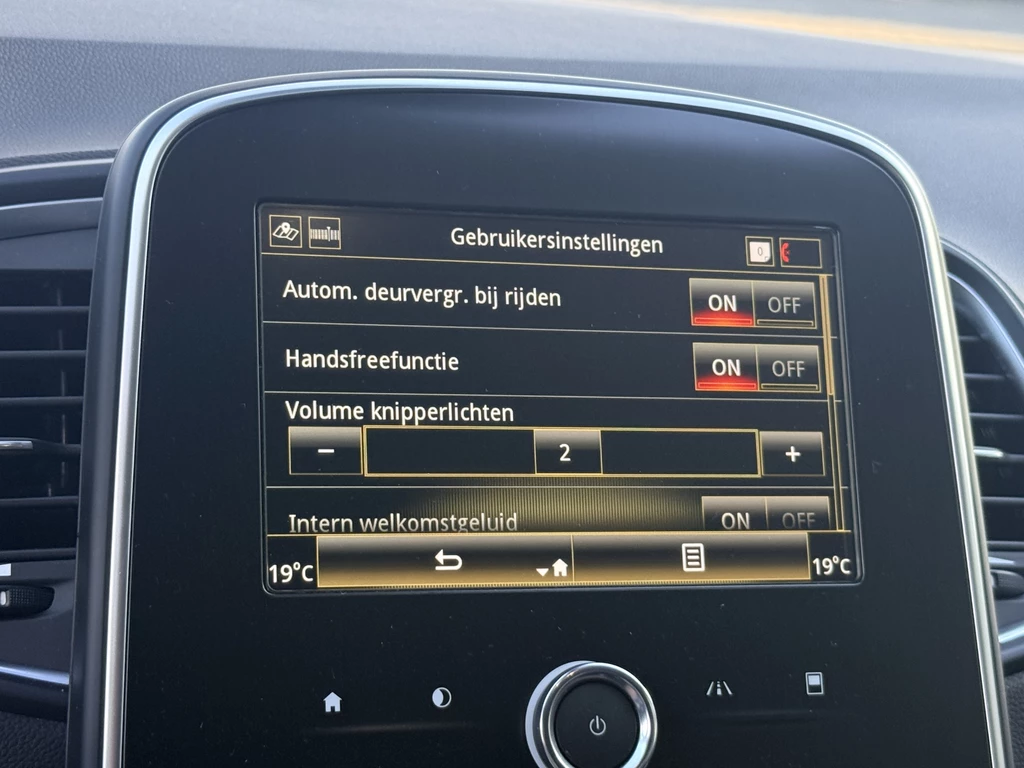 Gebruikersinstellingen
0
Autom. deurvergr. bij rijden
ON OFF
Handsfreefunctie
ON OFF
Volume knipperlichten
− 2 +
Intern welkomstgeluid
ON OFF
19°C 19°C